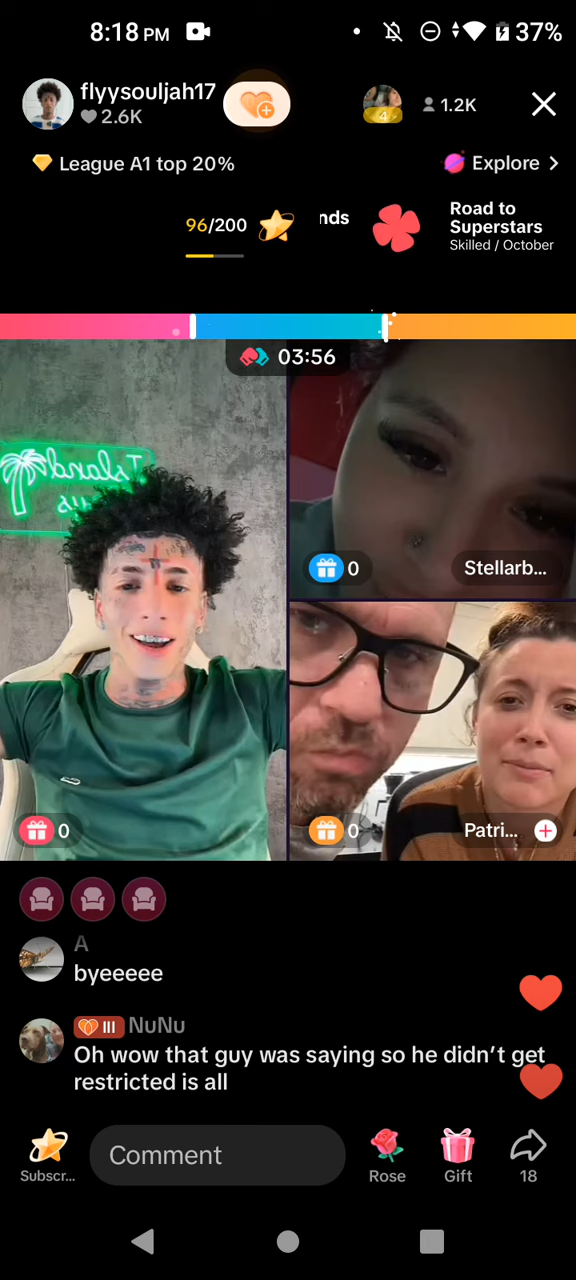 8:18 PM
37%
flyysouljah17
2.6K
4
1.2K
League A1 top 20%
Explore >
96/200
nds
Road to
Superstars
Skilled / October
03:56
Island
0
Stellarb...
0
0
Patri...
A
byeeeee
III NuNu
Oh wow that guy was saying so he didn't get
restricted is all
Subscr...
Comment
Rose
Gift
18